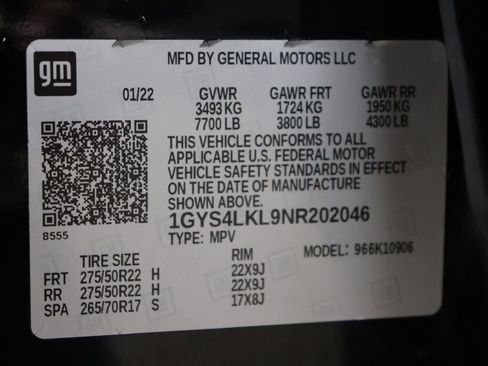 gm
MFD BY GENERAL MOTORS LLC
01/22 GVWR GAWR FRT GAWR RR
3493 KG 1724 KG 1950 KG
7700 LB 3800 LB 4300 LB
THIS VEHICLE CONFORMS TO ALL
APPLICABLE U.S. FEDERAL MOTOR
VEHICLE SAFETY STANDARDS IN EFFECT
ON THE DATE OF MANUFACTURE
SHOWN ABOVE.
8555
1GYS4LKL9NR202046
TYPE: MPV MODEL: 966K10906
TIRE SIZE RIM
FRT 275/50R22 H 22X9J
RR 275/50R22 H 22X9J
SPA 265/70R17 S 17X8J